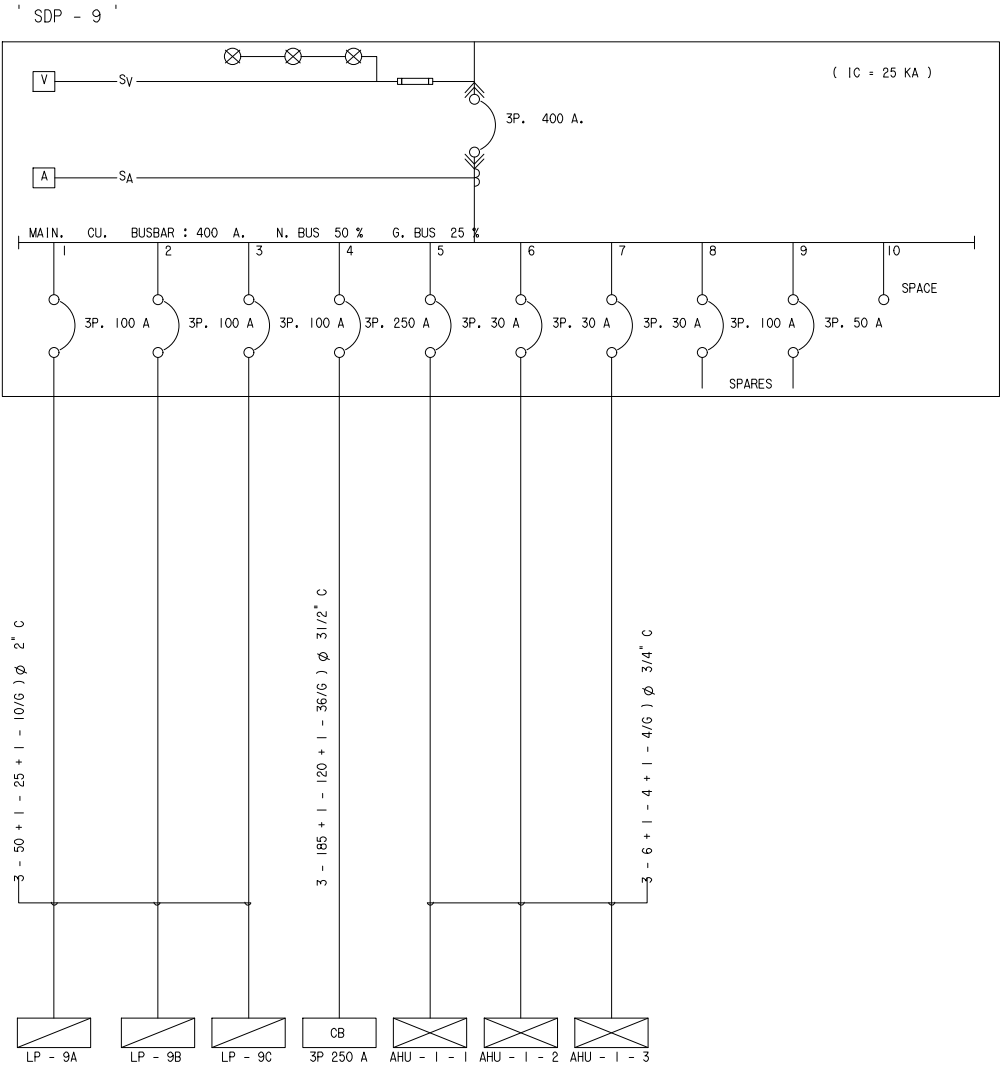 ' SDP - 9 '
( IC = 25 KA )
V
SV
3P. 400 A.
A
SA
MAIN. CU. BUSBAR : 400 A. N. BUS 50 % G. BUS 25 %
1 2 3 4 5 6 7 8 9 10
SPACE
3P. 100 A 3P. 100 A 3P. 100 A 3P. 250 A 3P. 30 A 3P. 30 A 3P. 30 A 3P. 100 A 3P. 50 A
SPARES
3 - 50 + 1 - 25 + 1 - 10/G ) Ø 2" C
3 - 185 + 1 - 120 + 1 - 36/G ) Ø 31/2" C
3 - 6 + 1 - 4 + 1 - 4/G ) Ø 3/4" C
CB
LP - 9A LP - 9B LP - 9C 3P 250 A AHU - 1 - 1 AHU - 1 - 2 AHU - 1 - 3